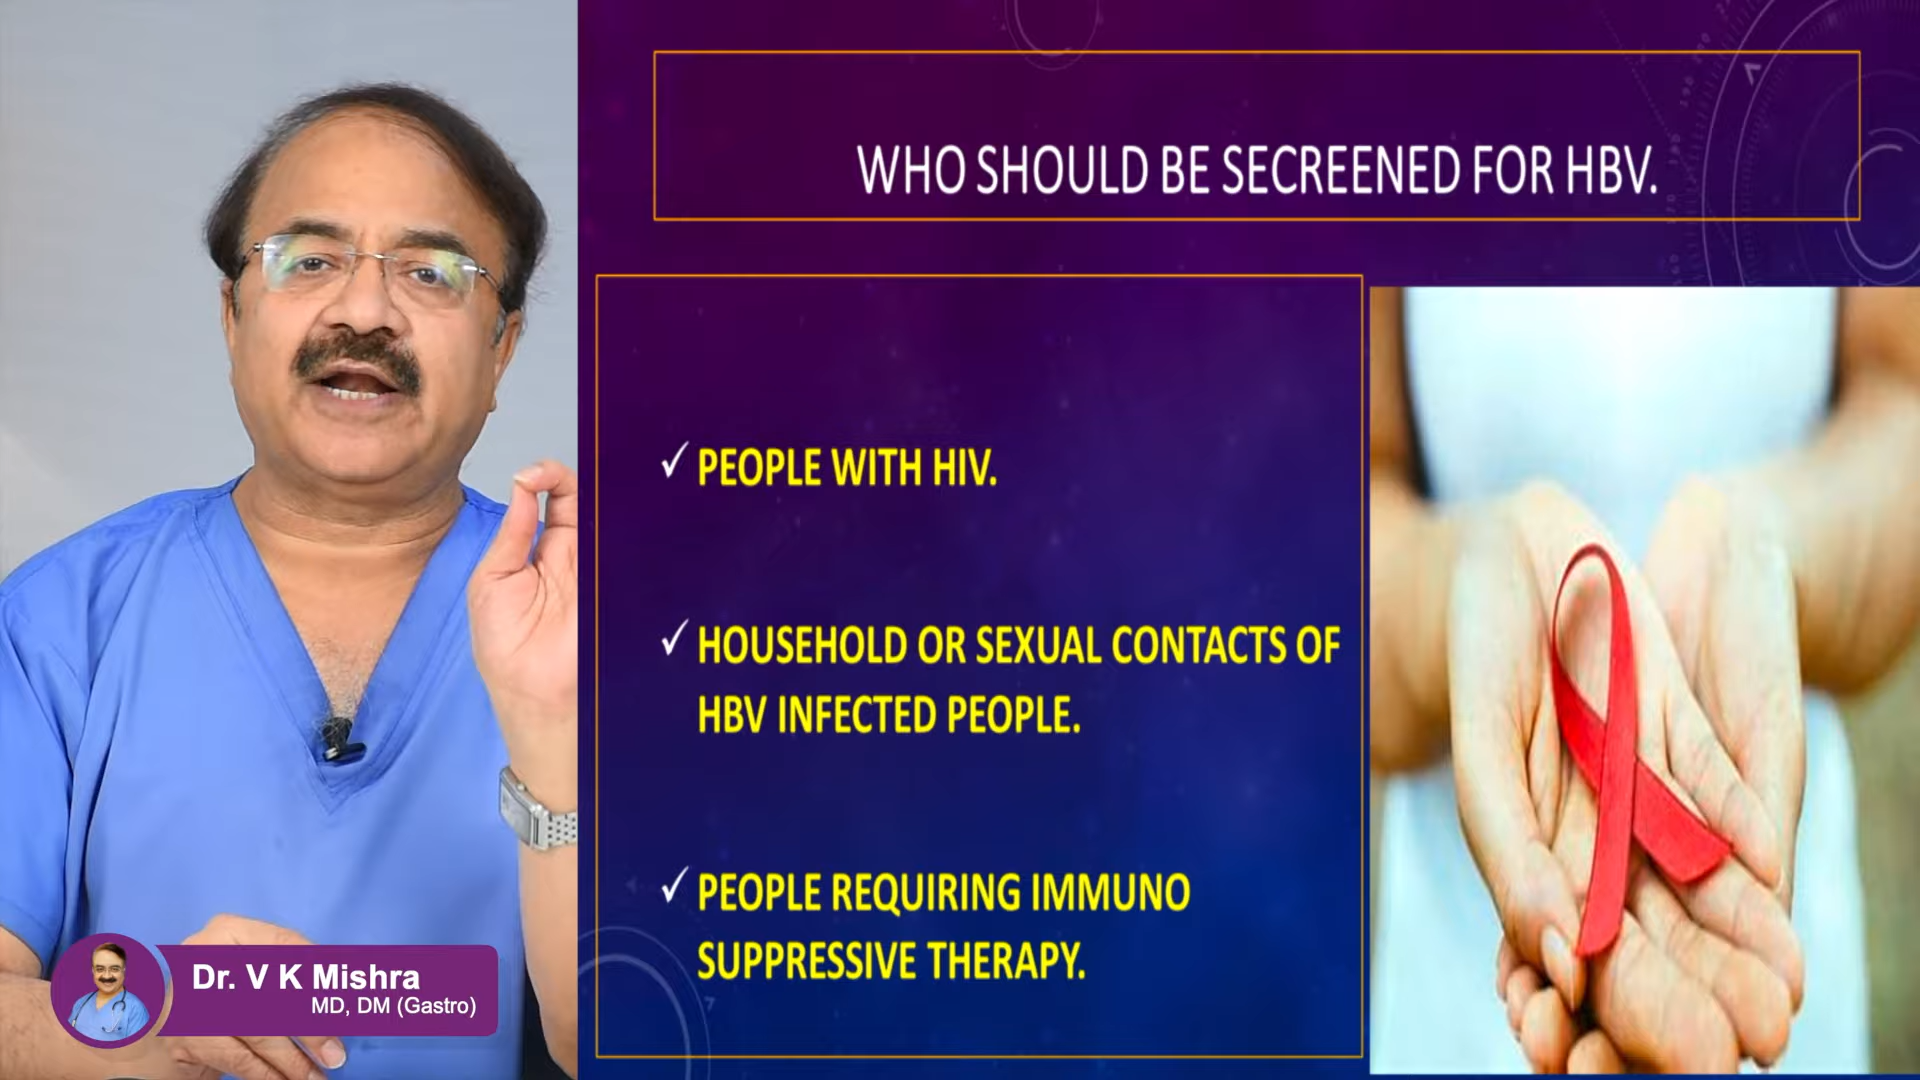 WHO SHOULD BE SECREENED FOR HBV.
✓ PEOPLE WITH HIV.
✓ HOUSEHOLD OR SEXUAL CONTACTS OF
HBV INFECTED PEOPLE.
✓ PEOPLE REQUIRING IMMUNO
SUPPRESSIVE THERAPY.
Dr. V K Mishra
MD, DM (Gastro)